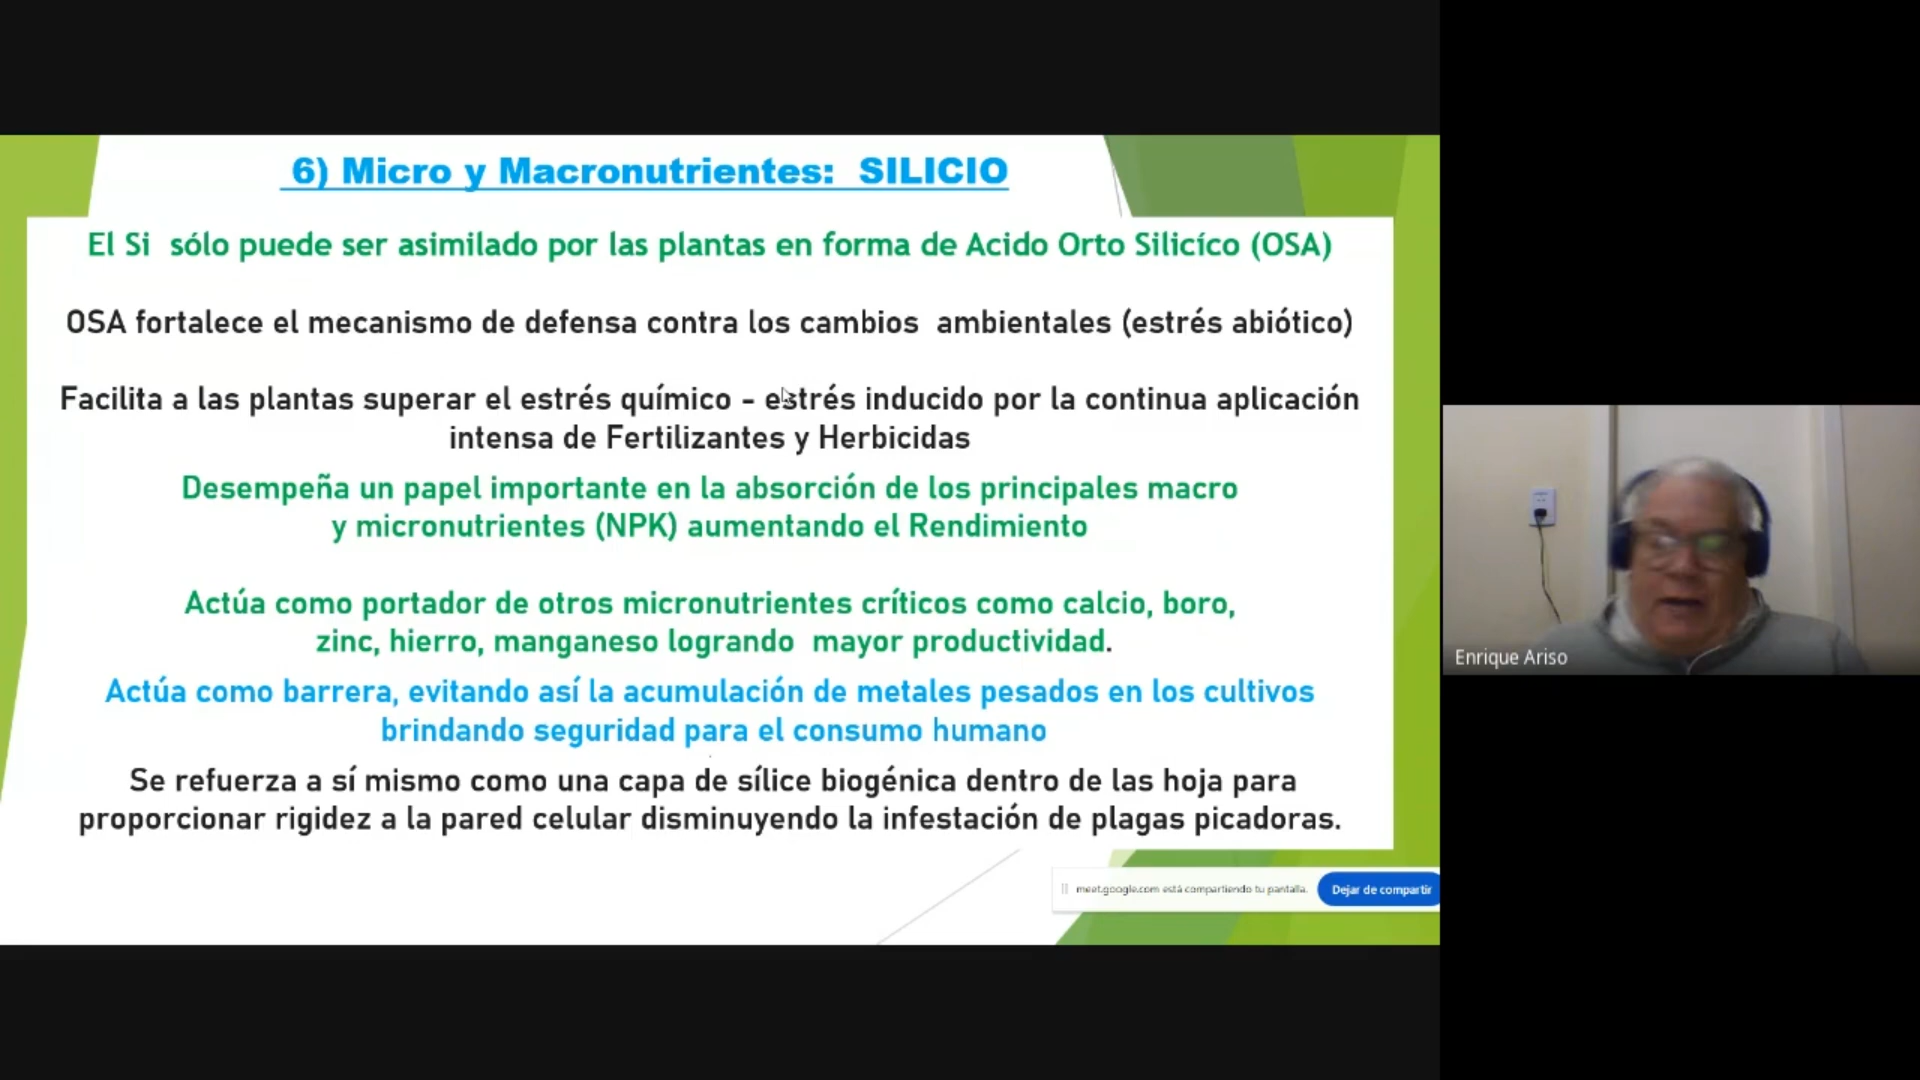 6) Micro y Macronutrientes:  SILICIO
El Si  sólo puede ser asimilado por las plantas en forma de Acido Orto Silicíco (OSA)
OSA fortalece el mecanismo de defensa contra los cambios  ambientales (estrés abiótico)
Facilita a las plantas superar el estrés químico - estrés inducido por la continua aplicación
intensa de Fertilizantes y Herbicidas
Desempeña un papel importante en la absorción de los principales macro
y micronutrientes (NPK) aumentando el Rendimiento
Actúa como portador de otros micronutrientes críticos como calcio, boro,
zinc, hierro, manganeso logrando  mayor productividad.
Actúa como barrera, evitando así la acumulación de metales pesados en los cultivos
brindando seguridad para el consumo humano
Se refuerza a sí mismo como una capa de sílice biogénica dentro de las hoja para
proporcionar rigidez a la pared celular disminuyendo la infestación de plagas picadoras.
meet.google.com está compartiendo tu pantalla.
Dejar de compartir
Enrique Ariso